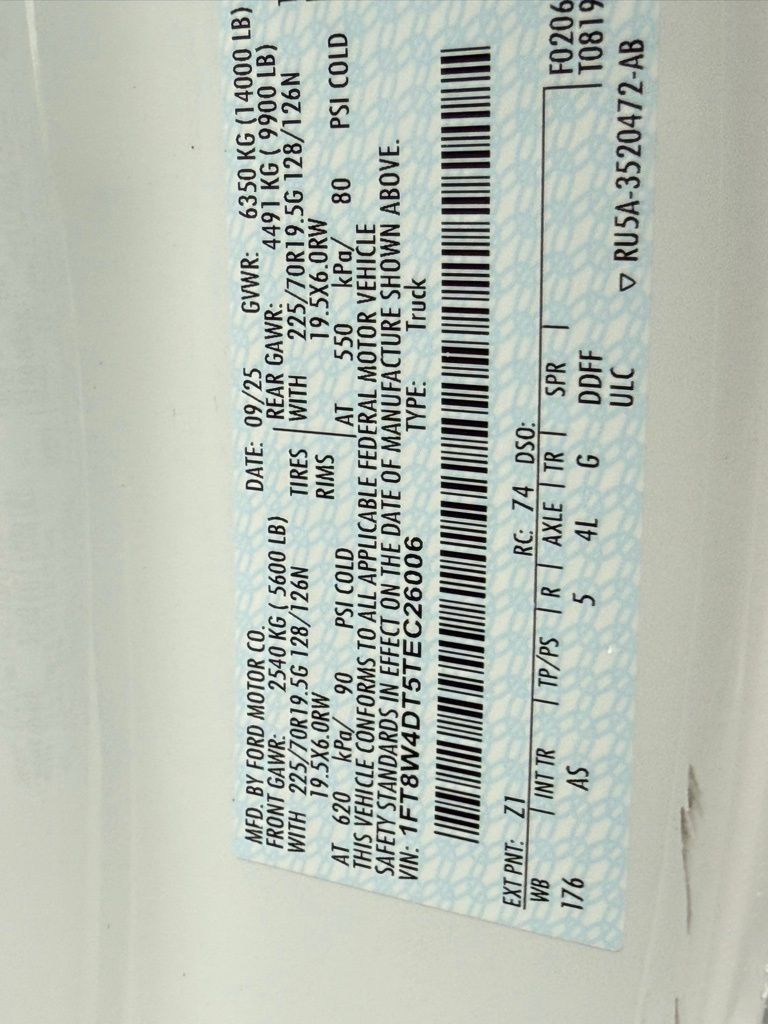 MFD. BY FORD MOTOR CO. DATE: 09/25 GVWR: 6350 KG (14000 LB)
FRONT GAWR: 2540 KG ( 5600 LB) REAR GAWR: 4491 KG ( 9900 LB)
WITH 225/70R19.5G 128/126N TIRES WITH 225/70R19.5G 128/126N
19.5X6.0RW RIMS 19.5X6.0RW
AT 620 kPa/ 90 PSI COLD AT 550 kPa/ 80 PSI COLD
THIS VEHICLE CONFORMS TO ALL APPLICABLE FEDERAL MOTOR VEHICLE
SAFETY STANDARDS IN EFFECT ON THE DATE OF MANUFACTURE SHOWN ABOVE.
VIN: 1FT8W4DT5TEC26006 TYPE: Truck
EXT PNT: Z1 RC: 74 DSO: F0206
WB INT TR TP/PS R AXLE TR SPR T0819
176 AS 5 4L G DDFF
ULC ▽ RU5A-3520472-AB